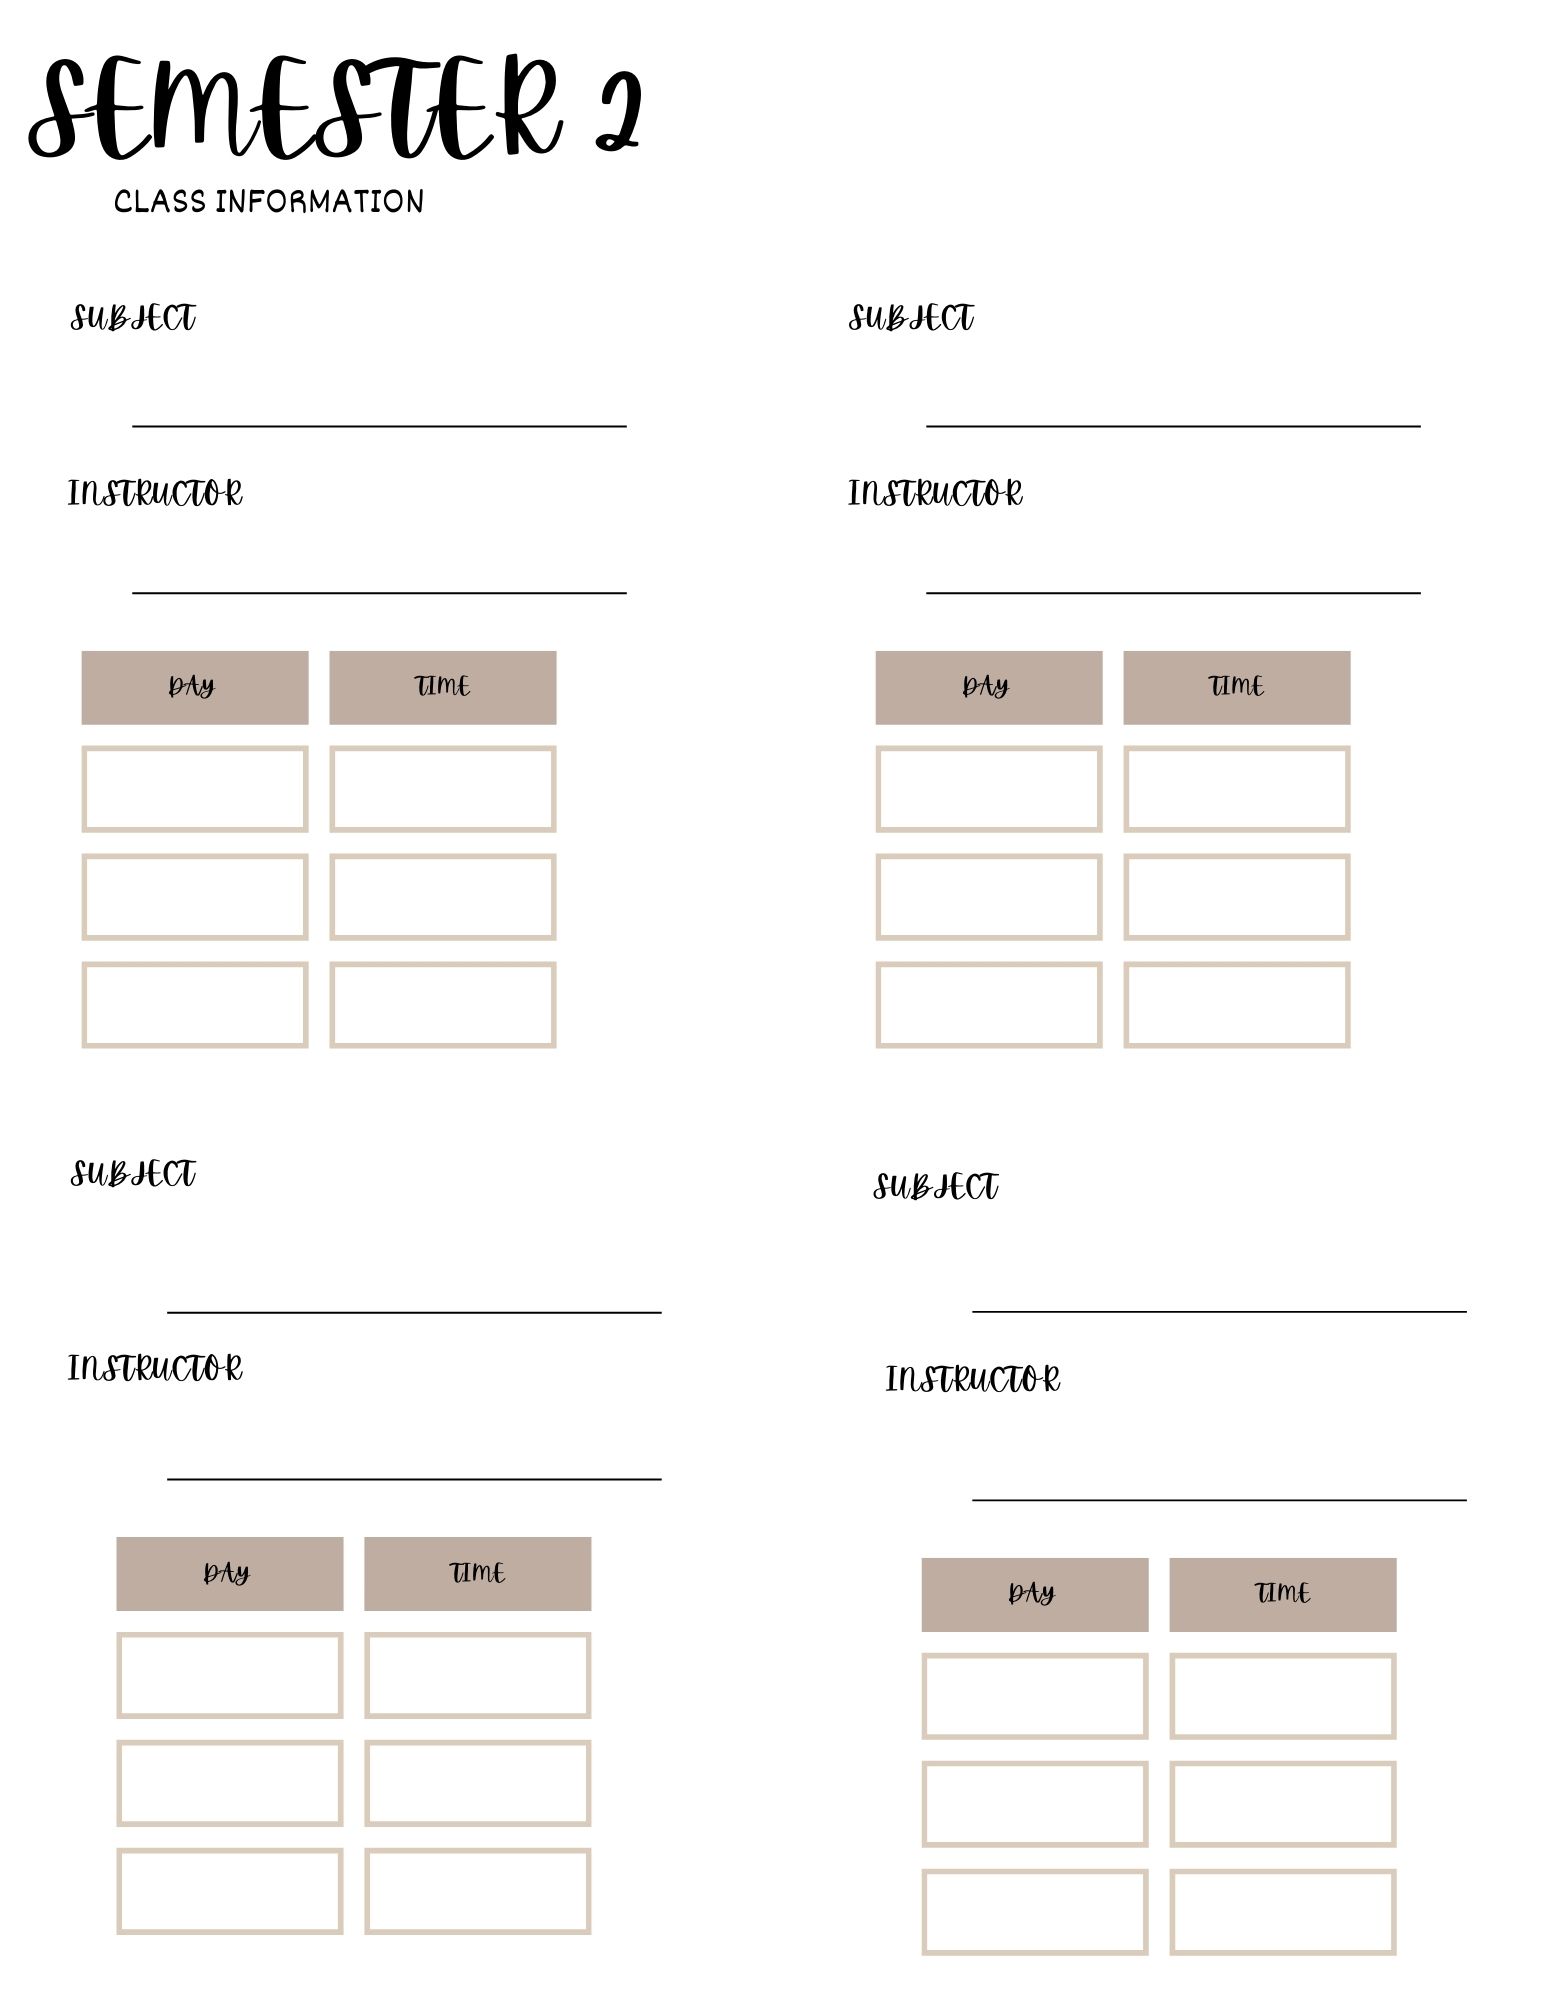 SEMESTER 2
CLASS INFORMATION
SUBJECT
INSTRUCTOR
DAY TIME
SUBJECT
INSTRUCTOR
DAY TIME
SUBJECT
INSTRUCTOR
DAY TIME
SUBJECT
INSTRUCTOR
DAY TIME